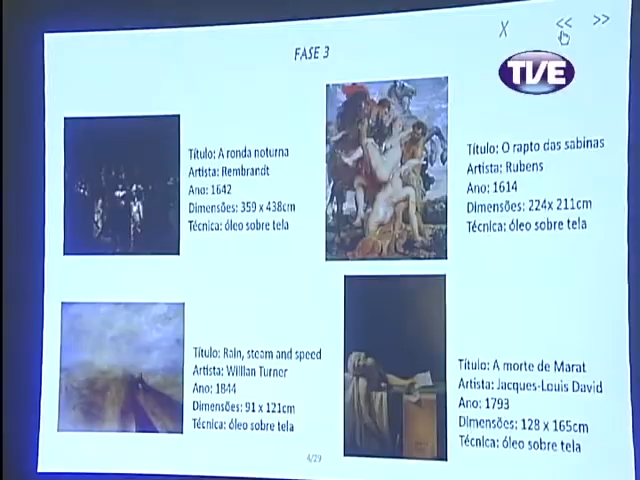 X << >>
FASE 3
TVE
Título: A ronda noturna
Artista: Rembrandt
Ano: 1642
Dimensões: 359 x 438cm
Técnica: óleo sobre tela
Título: O rapto das sabinas
Artista: Rubens
Ano: 1614
Dimensões: 224x 211cm
Técnica: óleo sobre tela
Título: Rain, steam and speed
Artista: Willian Turner
Ano: 1844
Dimensões: 91 x 121cm
Técnica: óleo sobre tela
Título: A morte de Marat
Artista: Jacques-Louis David
Ano: 1793
Dimensões: 128 x 165cm
Técnica: óleo sobre tela
4/29